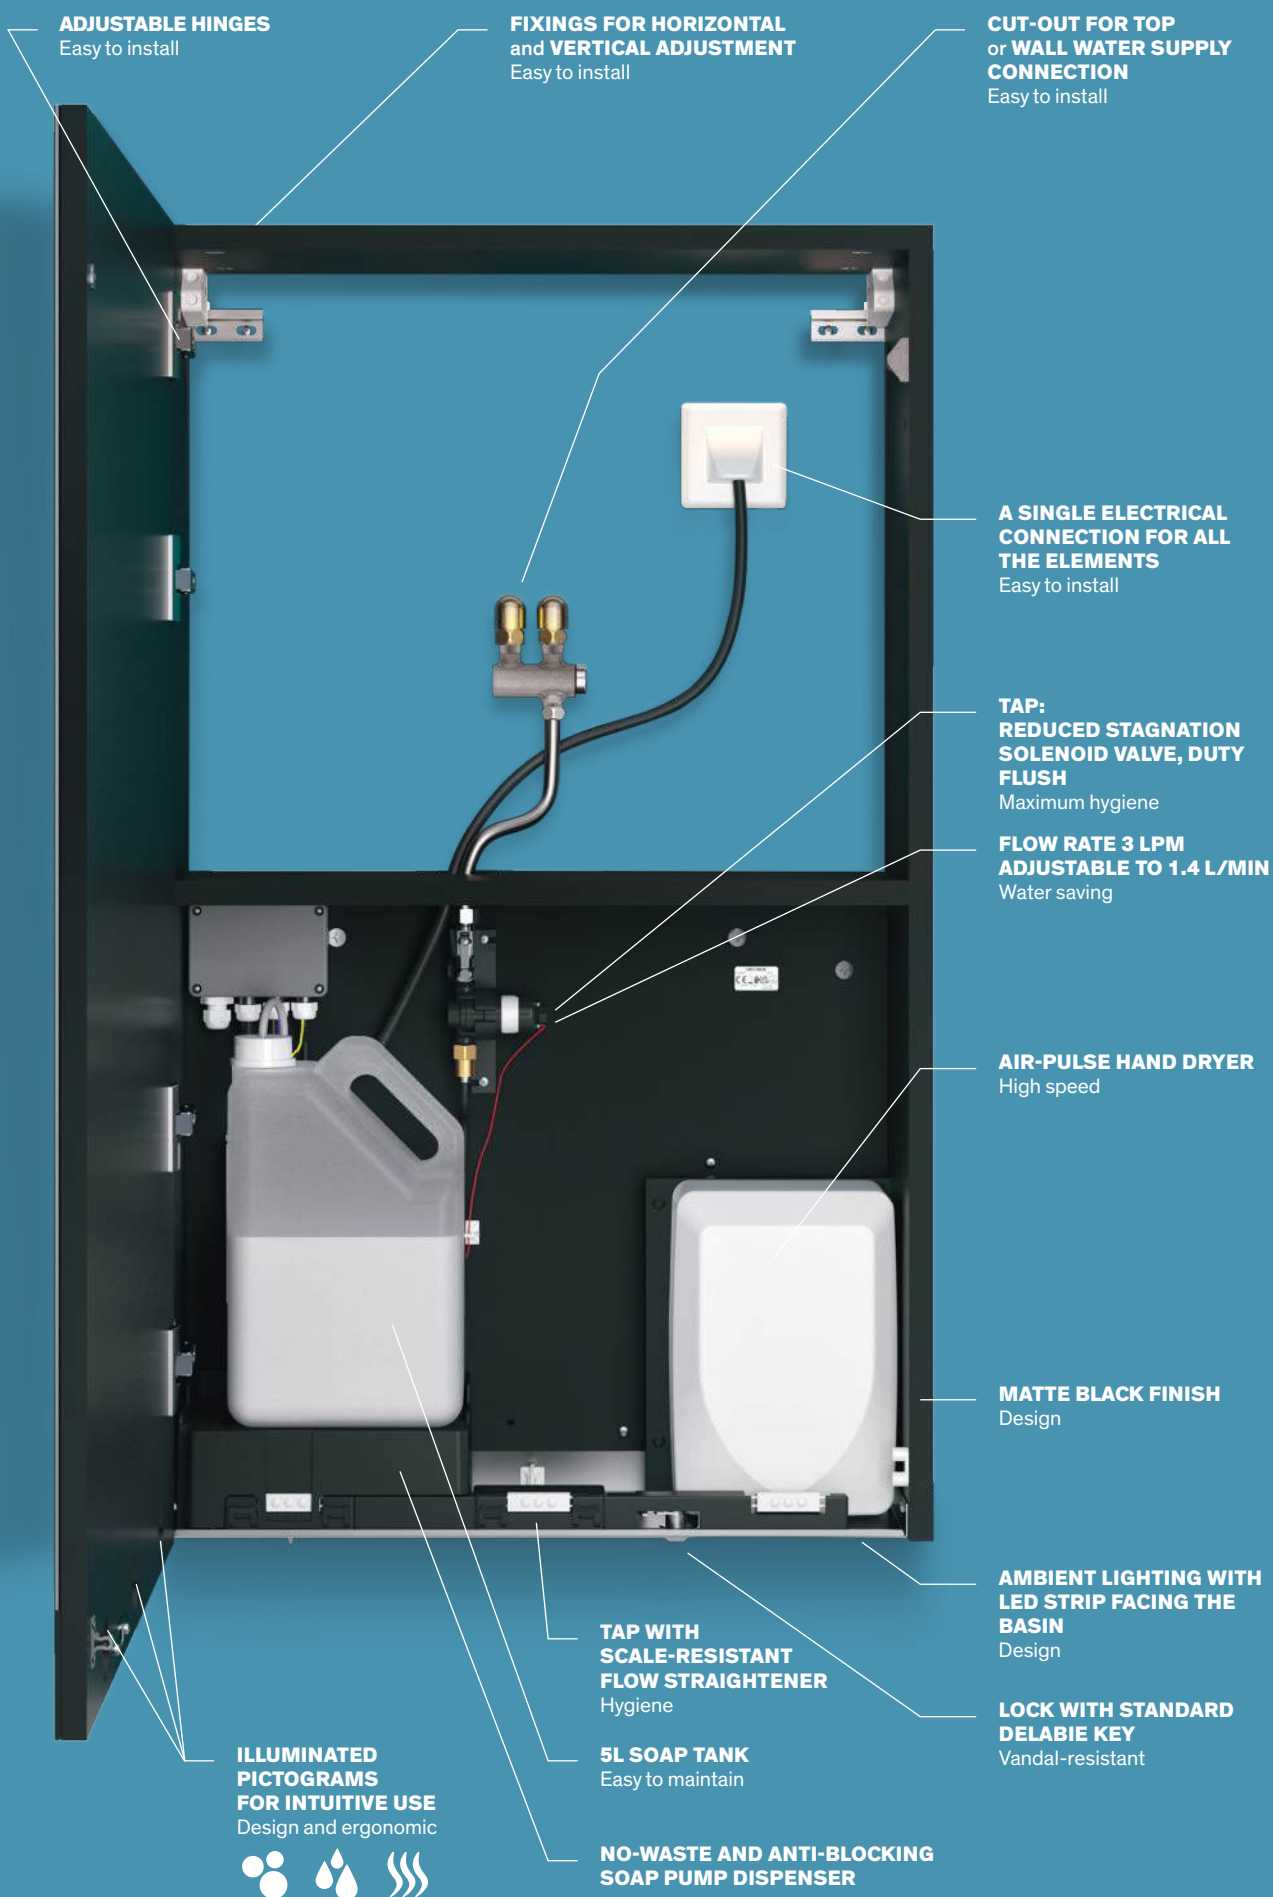 ADJUSTABLE HINGES
Easy to install
FIXINGS FOR HORIZONTAL
and VERTICAL ADJUSTMENT
Easy to install
CUT-OUT FOR TOP
or WALL WATER SUPPLY
CONNECTION
Easy to install
A SINGLE ELECTRICAL
CONNECTION FOR ALL
THE ELEMENTS
Easy to install
TAP:
REDUCED STAGNATION
SOLENOID VALVE, DUTY
FLUSH
Maximum hygiene
FLOW RATE 3 LPM
ADJUSTABLE TO 1.4 L/MIN
Water saving
AIR-PULSE HAND DRYER
High speed
MATTE BLACK FINISH
Design
AMBIENT LIGHTING WITH
LED STRIP FACING THE
BASIN
Design
LOCK WITH STANDARD
DELABIE KEY
Vandal-resistant
TAP WITH
SCALE-RESISTANT
FLOW STRAIGHTENER
Hygiene
5L SOAP TANK
Easy to maintain
NO-WASTE AND ANTI-BLOCKING
SOAP PUMP DISPENSER
ILLUMINATED
PICTOGRAMS
FOR INTUITIVE USE
Design and ergonomic